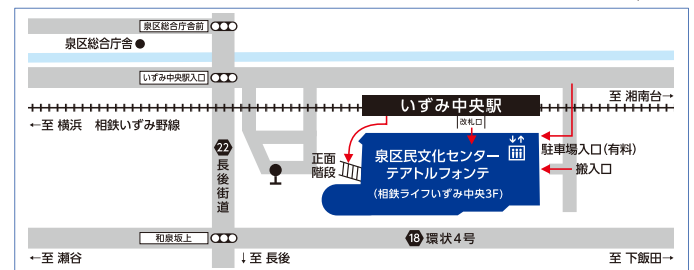 泉区総合庁舎前
泉区総合庁舎
いずみ中央駅入口
至 湘南台→
いずみ中央駅
←至 横浜 相鉄いずみ野線
改札口
22
長後街道
正面
階段
泉区民文化センター
テアトルフォンテ
(相鉄ライフいずみ中央3F)
駐車場入口(有料)
搬入口
和泉坂上
18 環状4号
←至 瀬谷
↓至 長後
至 下飯田→